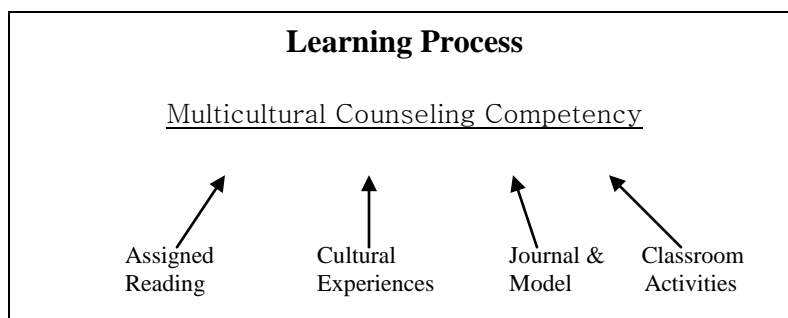 Learning Process
Multicultural Counseling Competency
Assigned Reading
Cultural Experiences
Journal & Model
Classroom Activities